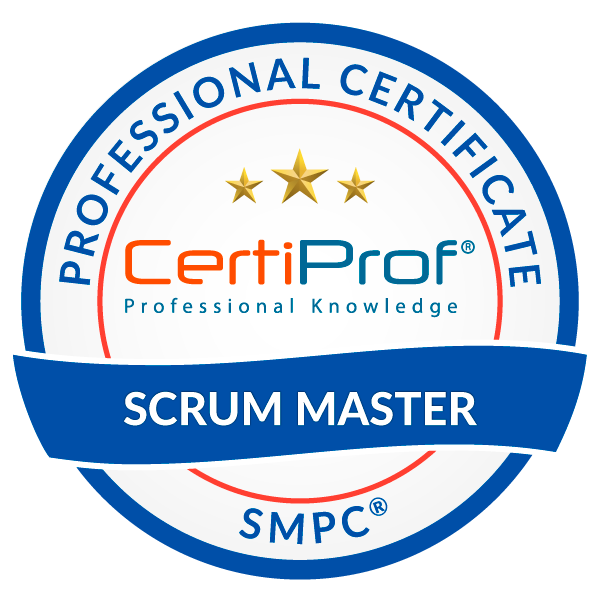 PROFESSIONAL CERTIFICATE
CertiProf®
Professional Knowledge
SCRUM MASTER
SMPC®